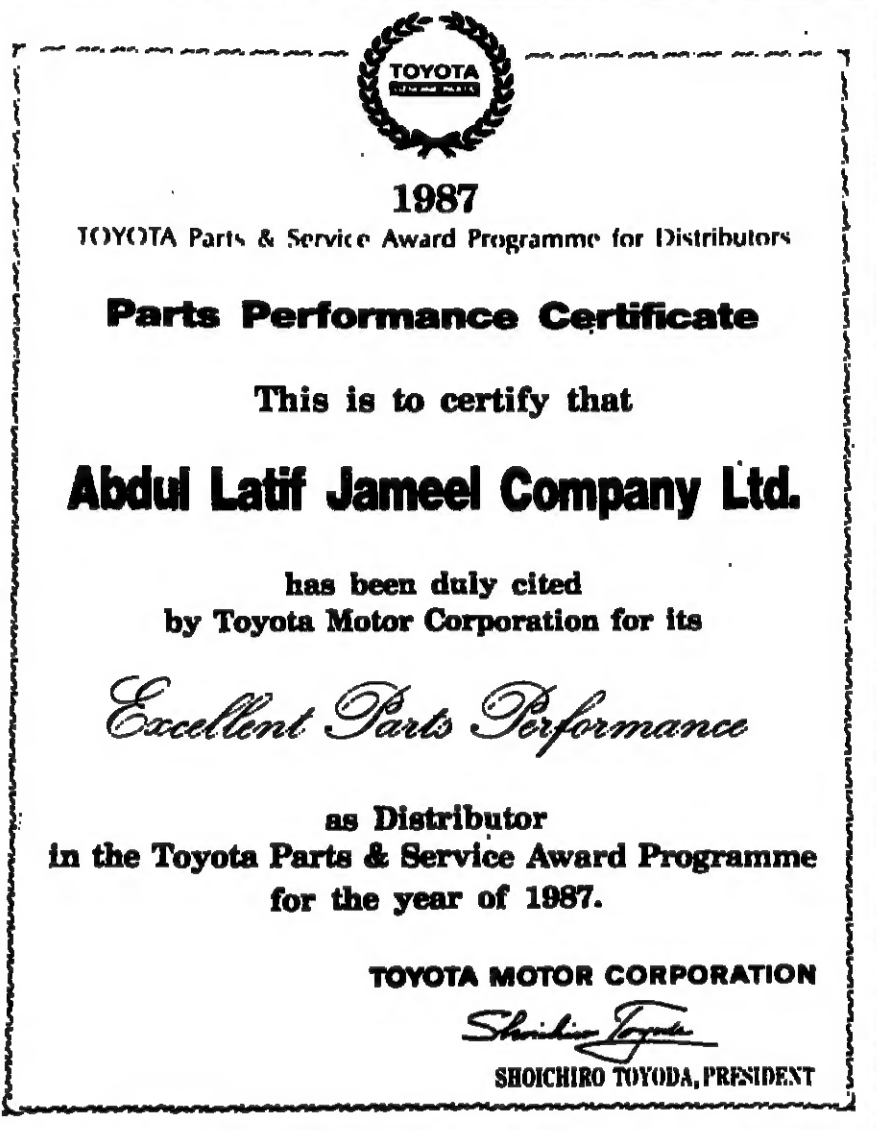 TOYOTA
1987
TOYOTA Parts & Service Award Programme for Distributors
Parts Performance Certificate
This is to certify that
Abdul Latif Jameel Company Ltd.
has been duly cited
by Toyota Motor Corporation for its
Excellent Parts Performance
as Distributor
in the Toyota Parts & Service Award Programme
for the year of 1987.
TOYOTA MOTOR CORPORATION
Shoichiro Toyoda
SHOICHIRO TOYODA, PRESIDENT